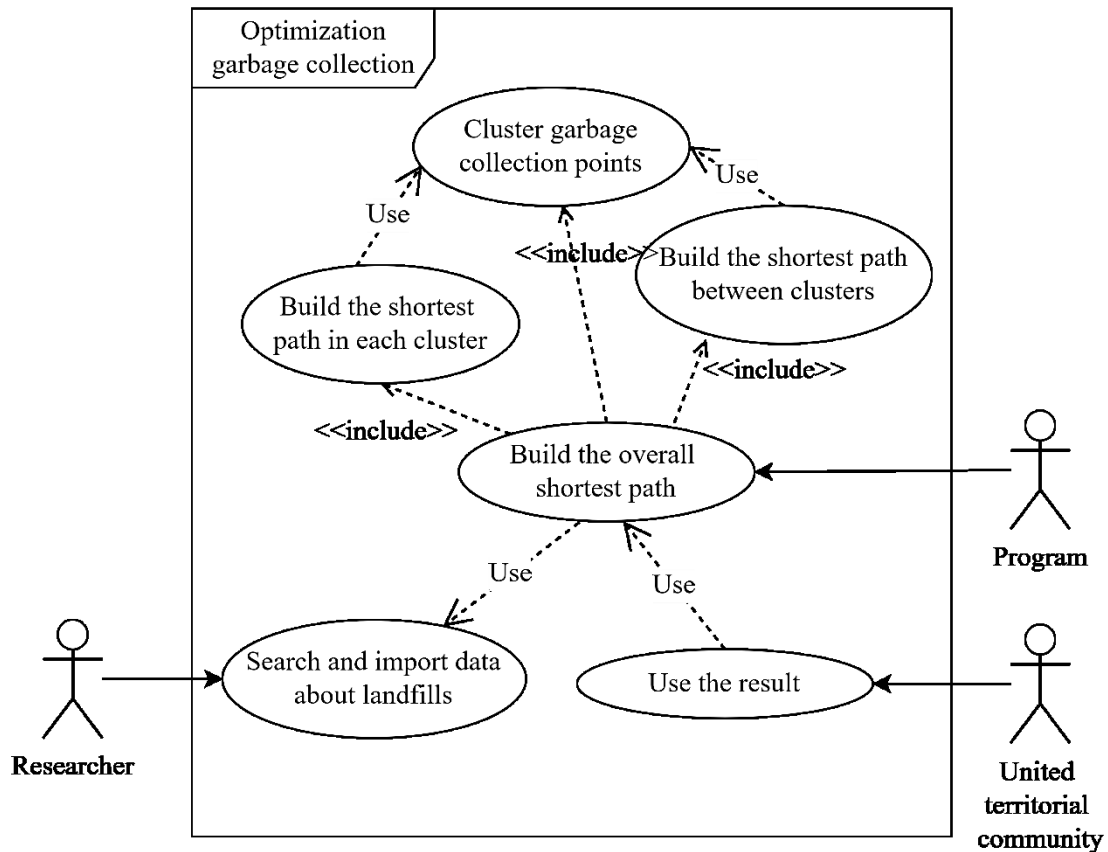 Optimization
garbage collection
Cluster garbage
collection points
Use
Use
<<include>>
Build the shortest path
between clusters
Build the shortest
path in each cluster
<<include>>
<<include>>
Build the overall
shortest path
Program
Use
Use
Search and import data
about landfills
Use the result
Researcher
United
territorial
community